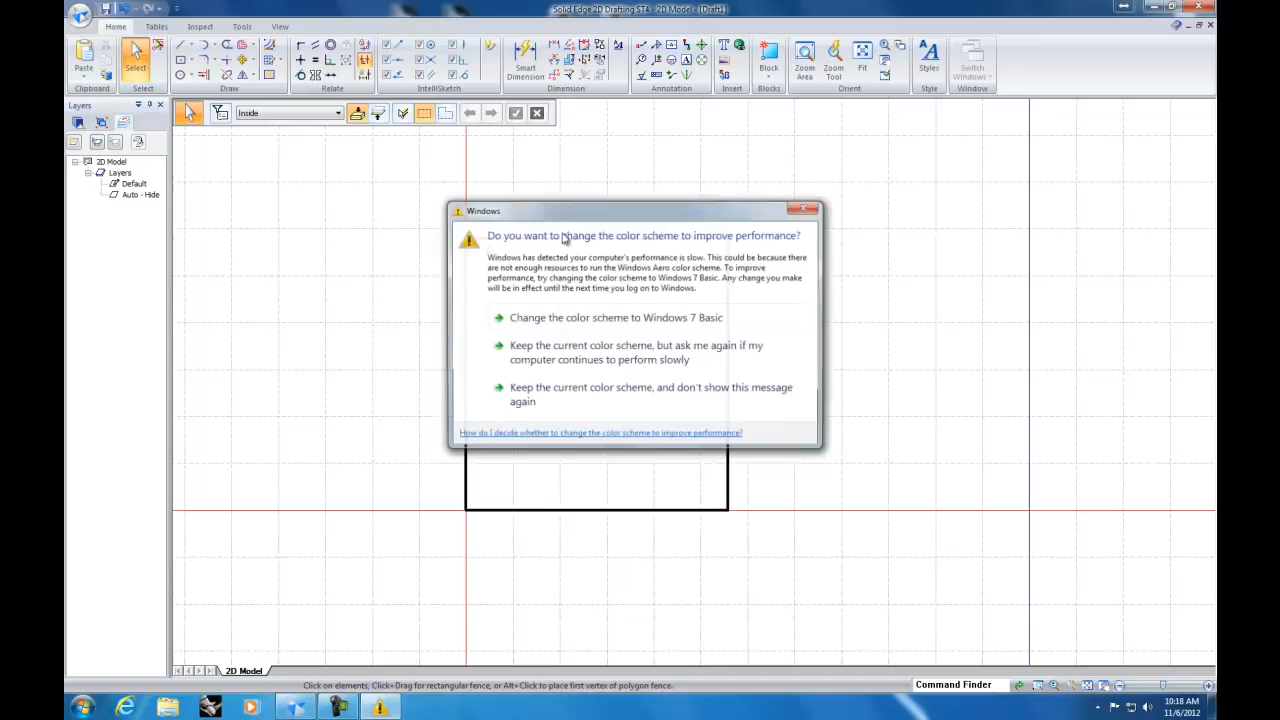 Solid Edge 2D Drafting ST4 - 2D Model - [Draft1]
Home Tables Inspect Tools View
Paste Select Smart Dimension Block Zoom Area Zoom Tool Fit Styles Switch Windows
Clipboard Select Draw Relate IntelliSketch Dimension Annotation Insert Blocks Orient Style Window
Layers
Inside
2D Model
Layers
Default
Auto - Hide
Windows
Do you want to change the color scheme to improve performance?
Windows has detected your computer's performance is slow. This could be because there
are not enough resources to run the Windows Aero color scheme. To improve
performance, try changing the color scheme to Windows 7 Basic. Any change you make
will be in effect until the next time you log on to Windows.
Change the color scheme to Windows 7 Basic
Keep the current color scheme, but ask me again if my
computer continues to perform slowly
Keep the current color scheme, and don't show this message
again
How do I decide whether to change the color scheme to improve performance?
2D Model
Click on elements, Click+Drag for rectangular fence, or Alt+Click to place first vertex of polygon fence.
Command Finder
10:18 AM
11/6/2012